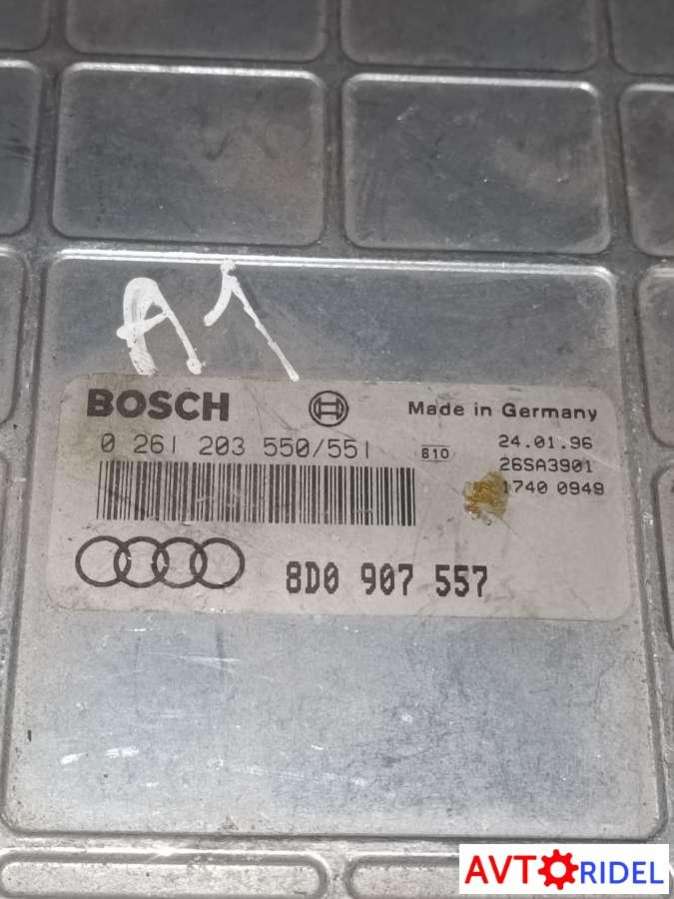 A1
BOSCH
Made in Germany
0 261 203 550/551
610
24.01.96
26SA3901
1740 0949
8D0 907 557
AVTORIDEL